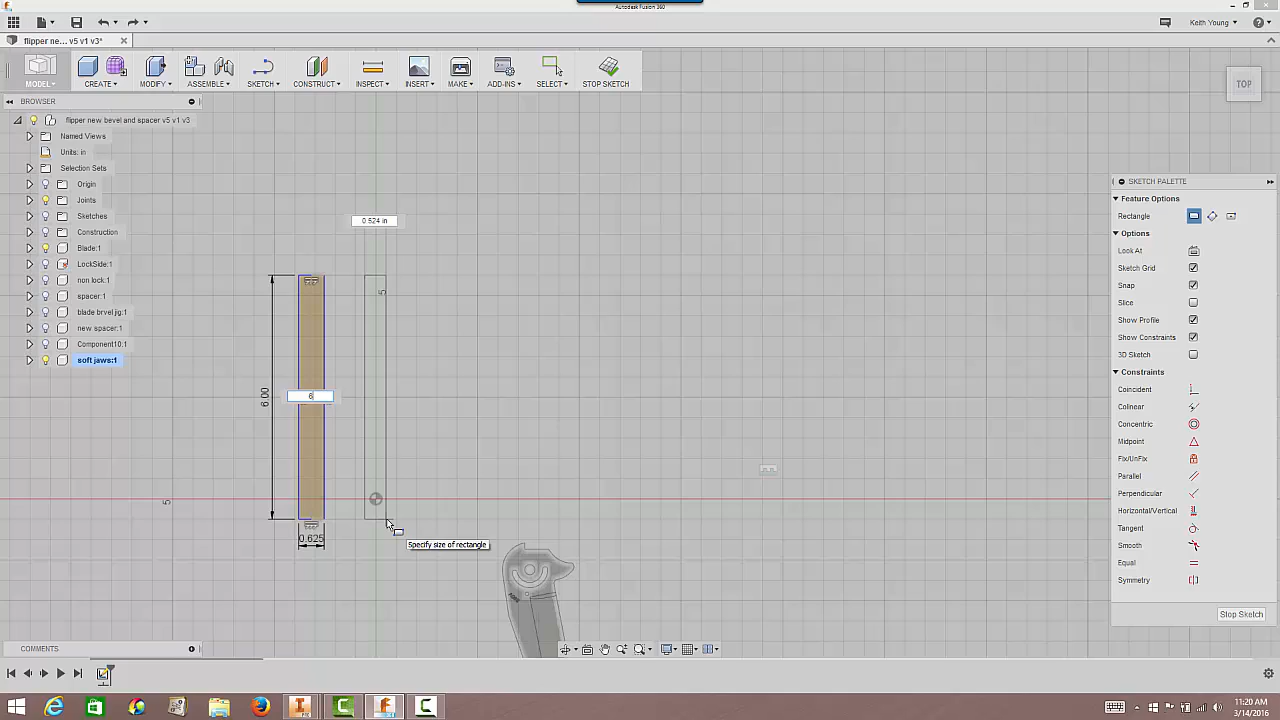 Autodesk Fusion 360
Keith Young
flipper ne... v5 v1 v3*
MODEL
CREATE
MODIFY
ASSEMBLE
SKETCH
CONSTRUCT
INSPECT
INSERT
MAKE
ADD-INS
SELECT
STOP SKETCH
TOP
BROWSER
flipper new bevel and spacer v5 v1 v3
Named Views
Units: in
Selection Sets
Origin
Joints
Sketches
Construction
Blade:1
LockSide:1
non lock:1
spacer:1
blade brvel jig:1
new spacer:1
Component10:1
soft jaws:1
0.524 in
5
6.00
6
5
0.625
Specify size of rectangle
SKETCH PALETTE
Feature Options
Rectangle
Options
Look At
Sketch Grid
Snap
Slice
Show Profile
Show Constraints
3D Sketch
Constraints
Coincident
Colinear
Concentric
Midpoint
Fix/UnFix
Parallel
Perpendicular
Tangent
Smooth
Equal
Symmetry
Stop Sketch
COMMENTS
11:20 AM
3/14/2016